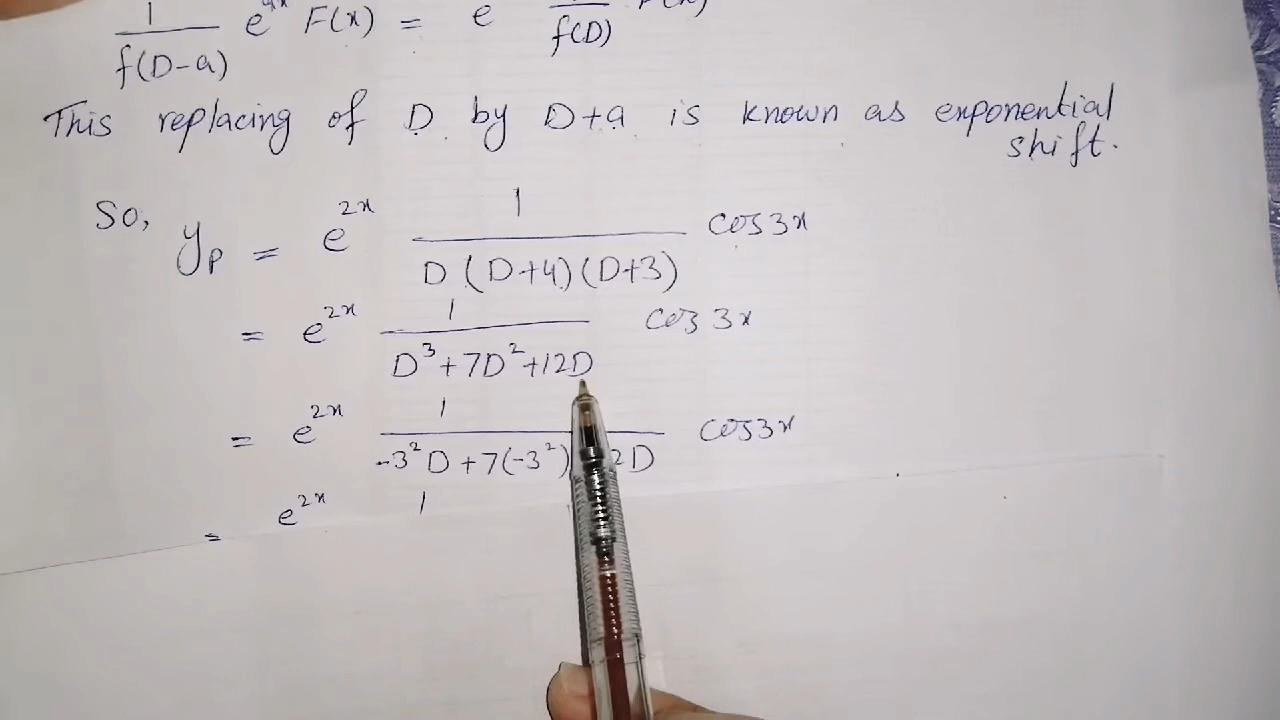 1/f(D-a) e^ax F(x) = e f(D)
This replacing of D by D+a is known as exponential
shift.
So, y_p = e^2x 1/D(D+4)(D+3) cos3x
= e^2x 1/D^3+7D^2+12D cos3x
= e^2x 1/-3^2D+7(-3^2) 2D cos3x
= e^2x 1